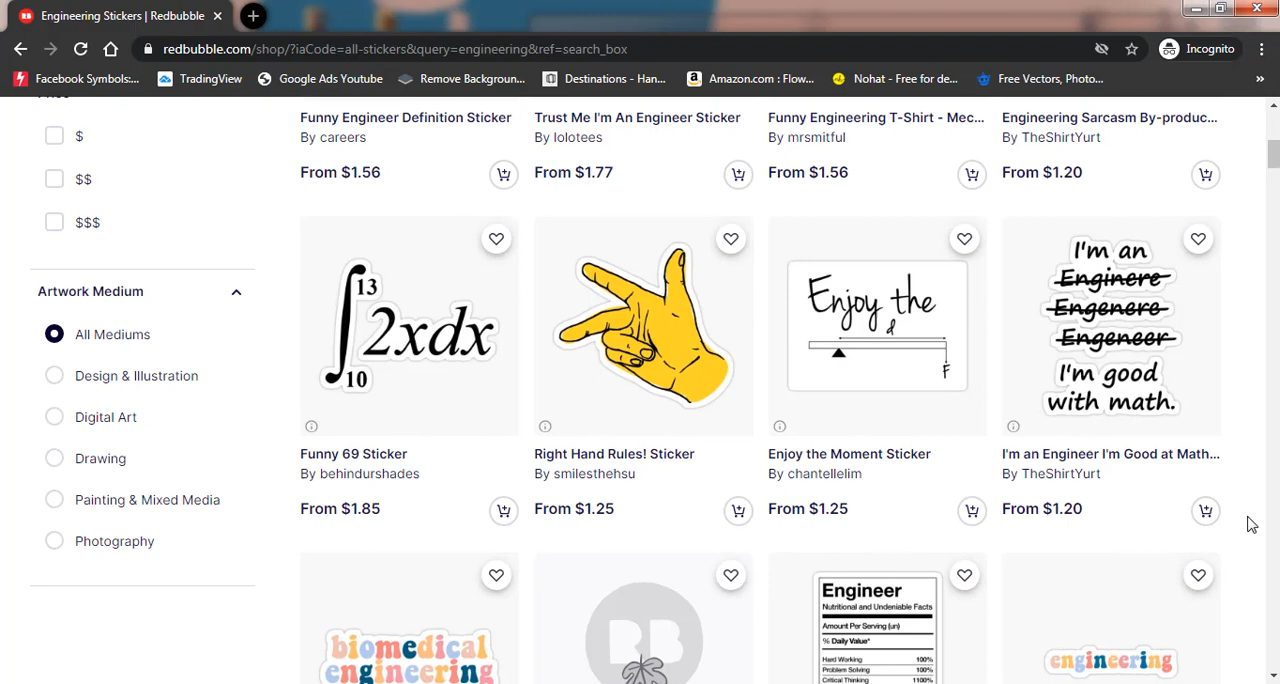 Engineering Stickers | Redbubble
redbubble.com/shop/?iaCode=all-stickers&query=engineering&ref=search_box
Incognito
Facebook Symbols:...
TradingView
Google Ads Youtube
Remove Backgroun...
Destinations - Han...
Amazon.com : Flow...
Nohat - Free for de...
Free Vectors, Photo...
»
$
$$
$$$
Artwork Medium
All Mediums
Design & Illustration
Digital Art
Drawing
Painting & Mixed Media
Photography
Funny Engineer Definition Sticker
By careers
From $1.56
Trust Me I'm An Engineer Sticker
By lolotees
From $1.77
Funny Engineering T-Shirt - Mec...
By mrsmitful
From $1.56
Engineering Sarcasm By-produc...
By TheShirtYurt
From $1.20
∫
13
2xdx
10
Funny 69 Sticker
By behindurshades
From $1.85
Right Hand Rules! Sticker
By smilesthehsu
From $1.25
Enjoy the
d
F
Enjoy the Moment Sticker
By chantellelim
From $1.25
I'm an
Enginere
Engenere
Engeneer
I'm good
with math.
I'm an Engineer I'm Good at Math...
By TheShirtYurt
From $1.20
biomedical
engineering
RB
Engineer
Nutritional and Undeniable Facts
Amount Per Serving (un)
% Daily Value*
Hard Working 100%
Problem Solving 100%
Critical Thinking 1100%
engineering